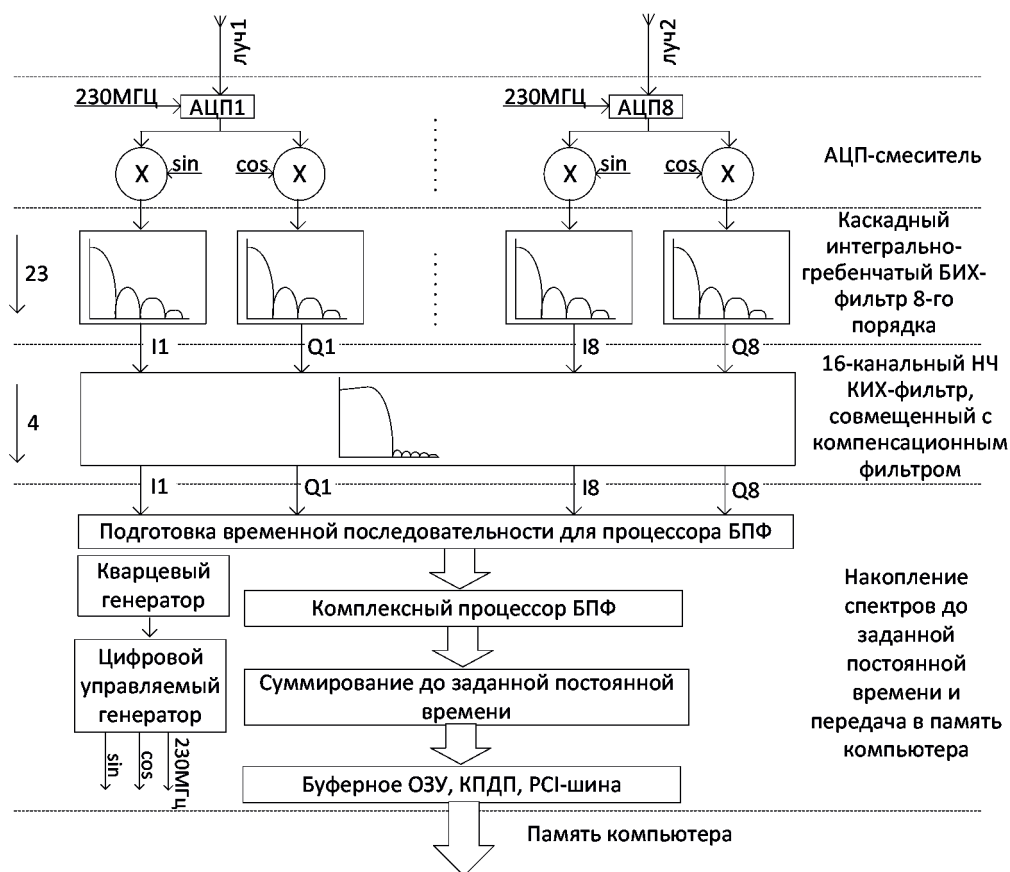 луч1
луч2
230МГЦ
АЦП1
230МГЦ
АЦП8
X
sin
cos
X
X
sin
cos
X
АЦП-смеситель
23
Каскадный
интегрально-
гребенчатый БИХ-
фильтр 8-го
порядка
I1
Q1
I8
Q8
4
16-канальный НЧ
КИХ-фильтр,
совмещенный с
компенсационным
фильтром
I1
Q1
I8
Q8
Подготовка временной последовательности для процессора БПФ
Кварцевый
генератор
Цифровой
управляемый
генератор
sin
cos
230МГЦ
Комплексный процессор БПФ
Суммирование до заданной постоянной
времени
Буферное ОЗУ, КПДП, PCI-шина
Накопление
спектров до
заданной
постоянной
времени и
передача в память
компьютера
Память компьютера